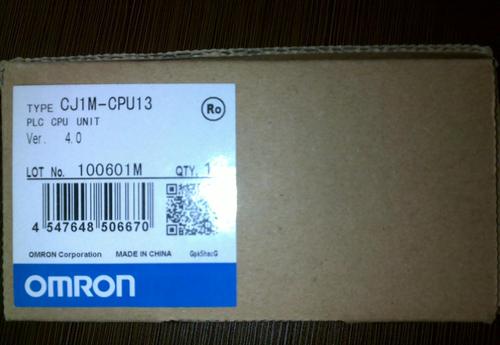 TYPE CJ1M-CPU13
Ro
PLC CPU UNIT
Ver. 4.0
LOT No. 100601M QTY. 1
4 547648 506670
OMRON Corporation MADE IN CHINA
OMRON